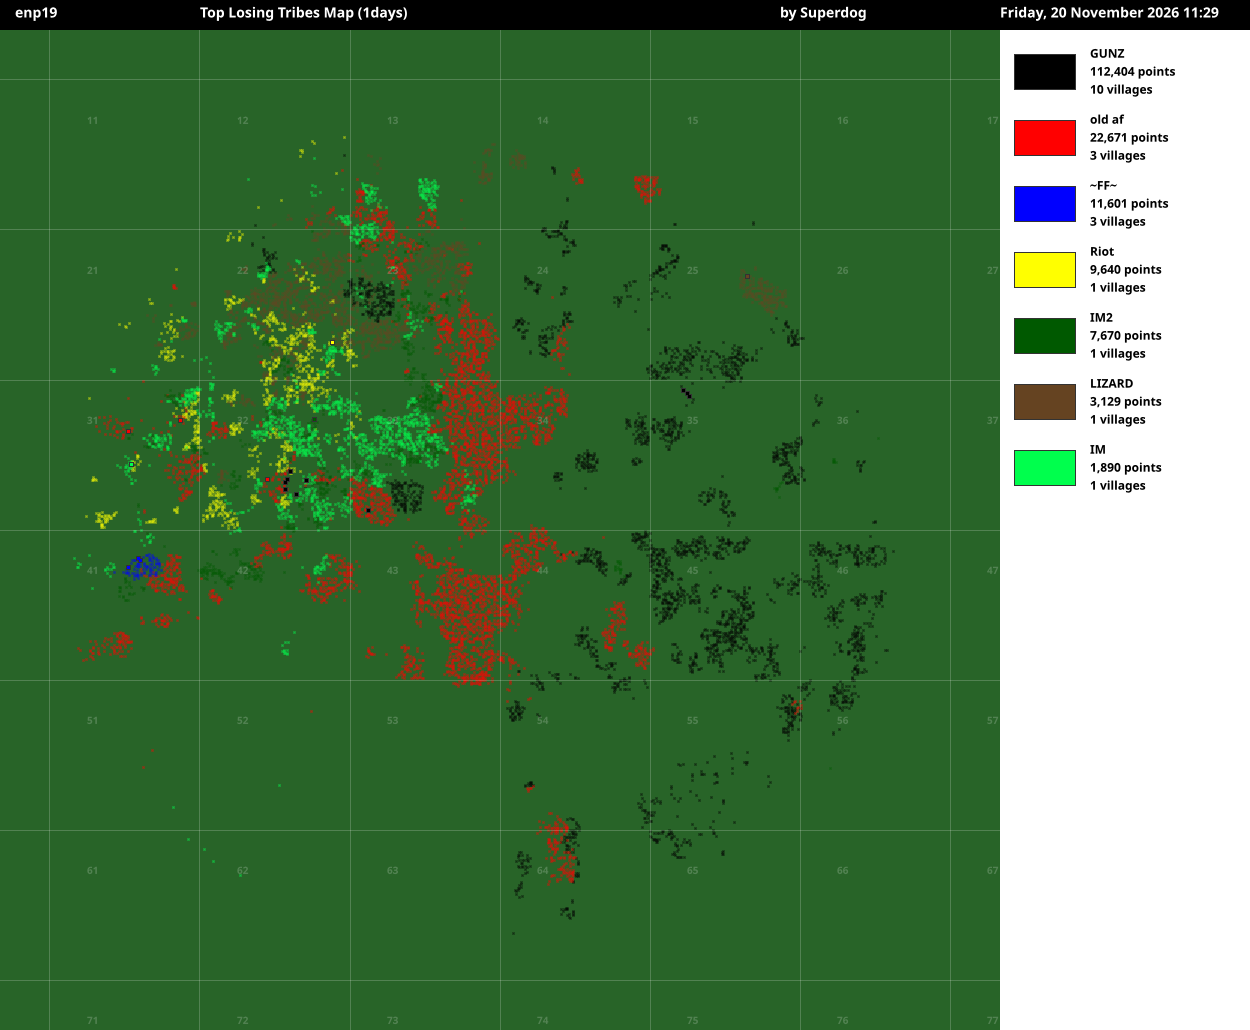 enp19 Top Losing Tribes Map (1days) by Superdog Friday, 20 November 2026 11:29
GUNZ
112,404 points
10 villages
old af
22,671 points
3 villages
~FF~
11,601 points
3 villages
Riot
9,640 points
1 villages
IM2
7,670 points
1 villages
LIZARD
3,129 points
1 villages
IM
1,890 points
1 villages
11 12 13 14 15 16 17
21 22 23 24 25 26 27
31 32 33 34 35 36 37
41 42 43 44 45 46 47
51 52 53 54 55 56 57
61 62 63 64 65 66 67
71 72 73 74 75 76 77